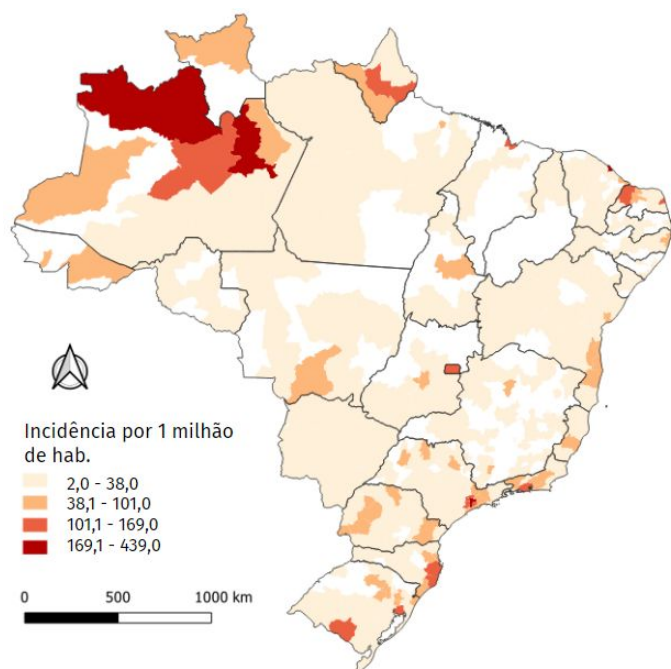 Incidência por 1 milhão
de hab.
2,0 - 38,0
38,1 - 101,0
101,1 - 169,0
169,1 - 439,0
0 500 1000 km